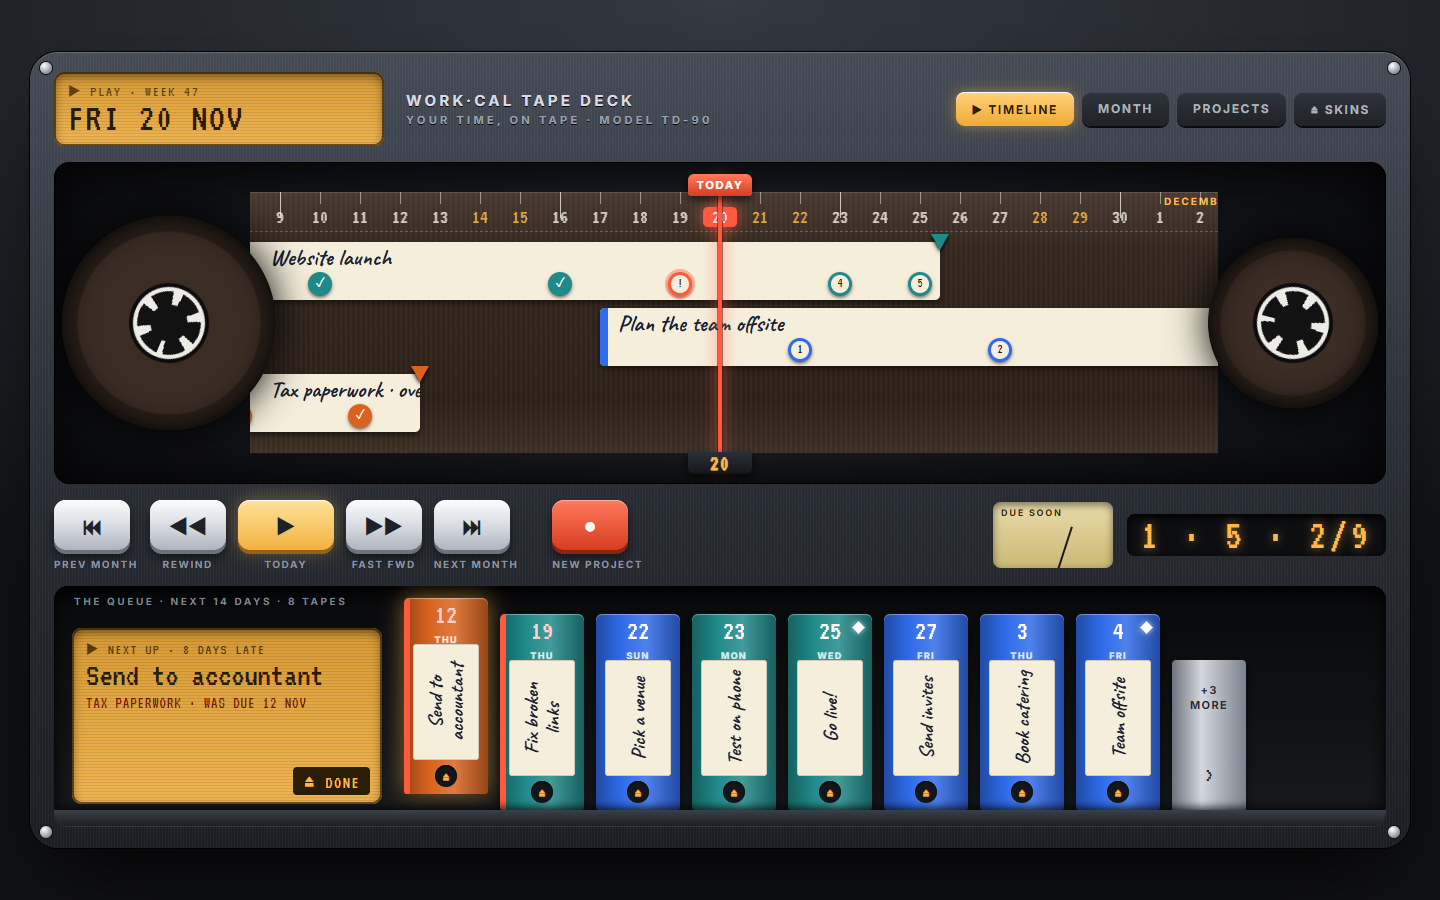 PLAY · WEEK 47
FRI 20 NOV
WORK·CAL TAPE DECK
YOUR TIME, ON TAPE · MODEL TD-90
TIMELINE
MONTH
PROJECTS
SKINS
TODAY
9 10 11 12 13 14 15 16 17 18 19 20 21 22 23 24 25 26 27 28 29 30 1 2
DECEMB
Website launch
! 4 5
Plan the team offsite
1 2
Tax paperwork · ove
20
PREV MONTH
REWIND
TODAY
FAST FWD
NEXT MONTH
NEW PROJECT
DUE SOON
1 · 5 · 2/9
THE QUEUE · NEXT 14 DAYS · 8 TAPES
NEXT UP · 8 DAYS LATE
Send to accountant
TAX PAPERWORK · WAS DUE 12 NOV
DONE
12
THU
Send to
accountant
19
THU
Fix broken
links
22
SUN
Pick a venue
23
MON
Test on phone
25
WED
Go live!
27
FRI
Send invites
3
THU
Book catering
4
FRI
Team offsite
+3
MORE